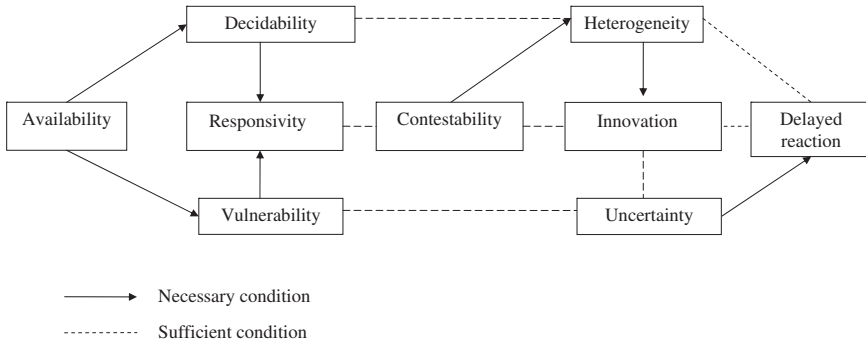 Decidability
Heterogeneity
Availability
Responsivity
Contestability
Innovation
Delayed
reaction
Vulnerability
Uncertainty
Necessary condition
Sufficient condition